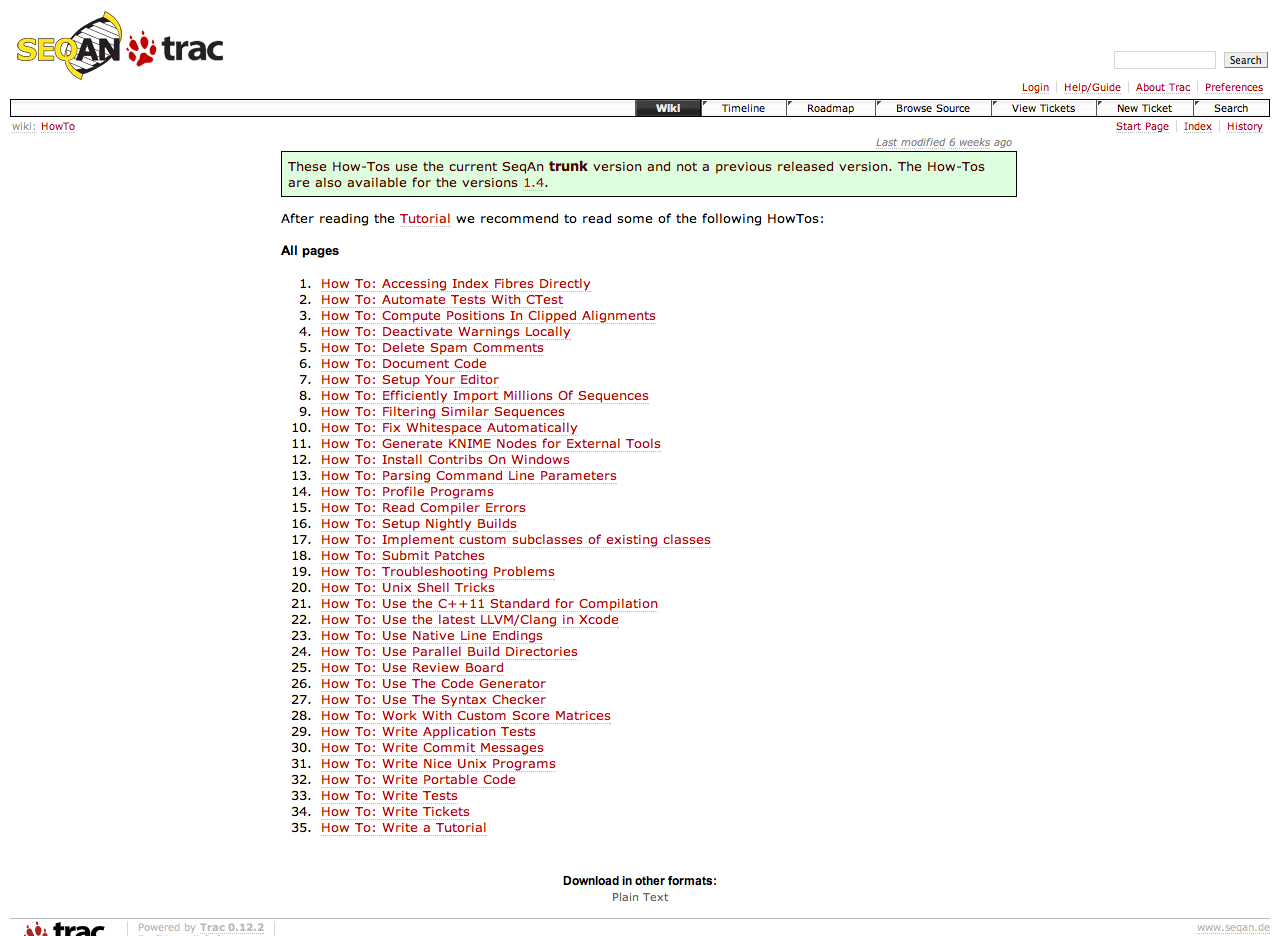 SEQAN trac
Search
Login Help/Guide About Trac Preferences
Wiki Timeline Roadmap Browse Source View Tickets New Ticket Search
wiki: HowTo Start Page Index History
Last modified 6 weeks ago
These How-Tos use the current SeqAn trunk version and not a previous released version. The How-Tos
are also available for the versions 1.4.
After reading the Tutorial we recommend to read some of the following HowTos:
All pages
1. How To: Accessing Index Fibres Directly
2. How To: Automate Tests With CTest
3. How To: Compute Positions In Clipped Alignments
4. How To: Deactivate Warnings Locally
5. How To: Delete Spam Comments
6. How To: Document Code
7. How To: Setup Your Editor
8. How To: Efficiently Import Millions Of Sequences
9. How To: Filtering Similar Sequences
10. How To: Fix Whitespace Automatically
11. How To: Generate KNIME Nodes for External Tools
12. How To: Install Contribs On Windows
13. How To: Parsing Command Line Parameters
14. How To: Profile Programs
15. How To: Read Compiler Errors
16. How To: Setup Nightly Builds
17. How To: Implement custom subclasses of existing classes
18. How To: Submit Patches
19. How To: Troubleshooting Problems
20. How To: Unix Shell Tricks
21. How To: Use the C++11 Standard for Compilation
22. How To: Use the latest LLVM/Clang in Xcode
23. How To: Use Native Line Endings
24. How To: Use Parallel Build Directories
25. How To: Use Review Board
26. How To: Use The Code Generator
27. How To: Use The Syntax Checker
28. How To: Work With Custom Score Matrices
29. How To: Write Application Tests
30. How To: Write Commit Messages
31. How To: Write Nice Unix Programs
32. How To: Write Portable Code
33. How To: Write Tests
34. How To: Write Tickets
35. How To: Write a Tutorial
Download in other formats:
Plain Text
trac Powered by Trac 0.12.2 www.seqan.de